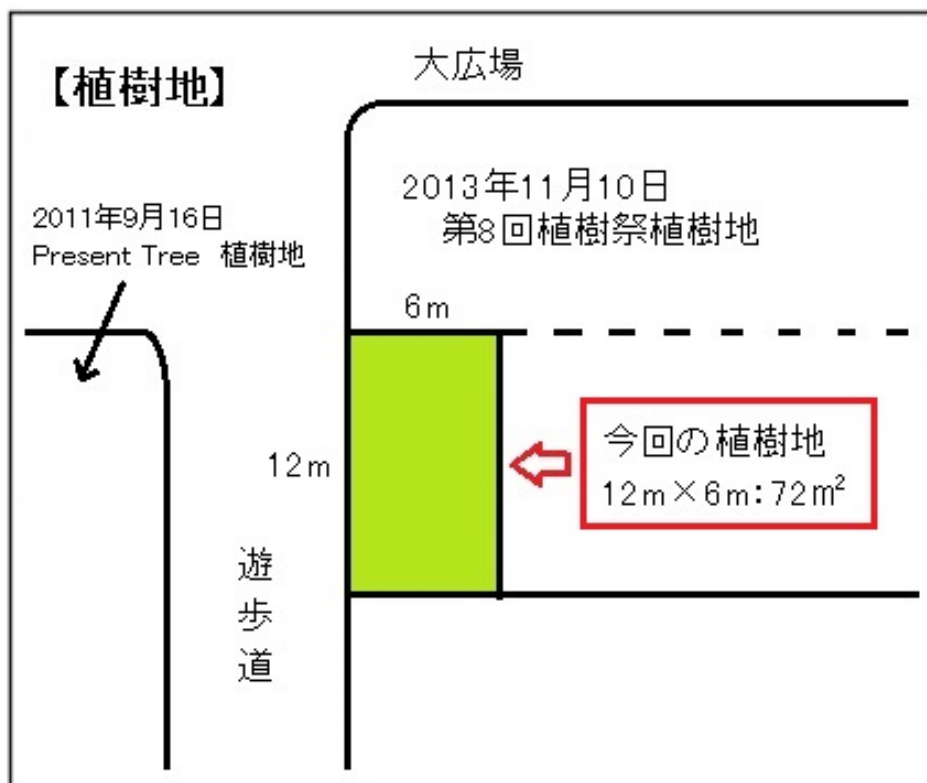 【植樹地】
大広場
2013年11月10日
第8回植樹祭植樹地
2011年9月16日
Present Tree 植樹地
6m
12m
今回の植樹地
12m×6m:72m²
遊歩道